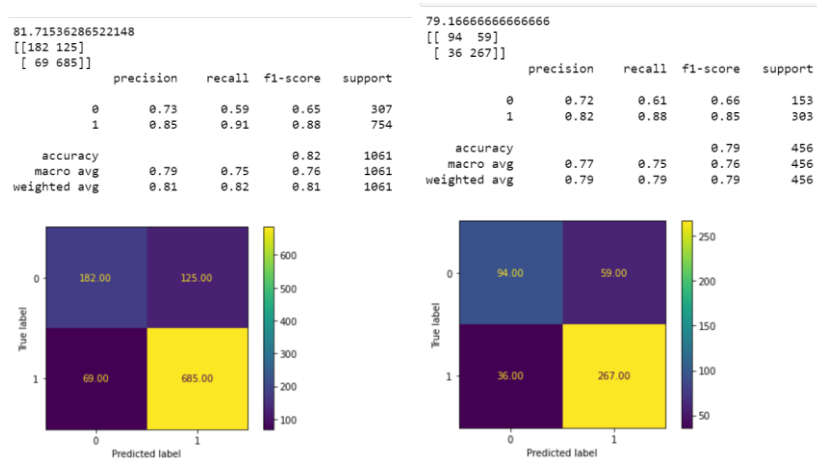 81.71536286522148
[[182 125]
[ 69 685]]
precision recall f1-score support
0 0.73 0.59 0.65 307
1 0.85 0.91 0.88 754
accuracy 0.82 1061
macro avg 0.79 0.75 0.76 1061
weighted avg 0.81 0.82 0.81 1061
600
500
400
300
200
100
0
1
True label
182.00 125.00
69.00 685.00
0 1
Predicted label
79.16666666666666
[[ 94 59]
[ 36 267]]
precision recall f1-score support
0 0.72 0.61 0.66 153
1 0.82 0.88 0.85 303
accuracy 0.79 456
macro avg 0.77 0.75 0.76 456
weighted avg 0.79 0.79 0.79 456
250
200
150
100
50
0
1
True label
94.00 59.00
36.00 267.00
0 1
Predicted label